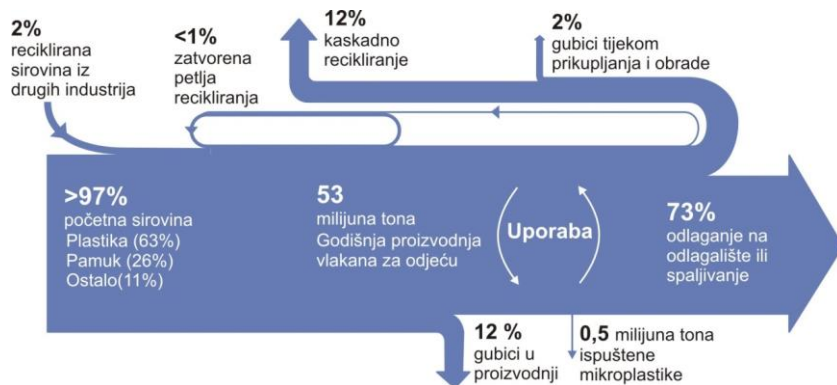 2%
reciklirana
sirovina iz
drugih industrija
<1%
zatvorena
petlja
recikliranja
12%
kaskadno
recikliranje
2%
gubici tijekom
prikupljanja i obrade
>97%
početna sirovina
Plastika (63%)
Pamuk (26%)
Ostalo(11%)
53
milijuna tona
Godišnja proizvodnja
vlakana za odjeću
Uporaba
73%
odlaganje na
odlagalište ili
spaljivanje
12 %
gubici u
proizvodnji
0,5 milijuna tona
ispuštene
mikroplastike